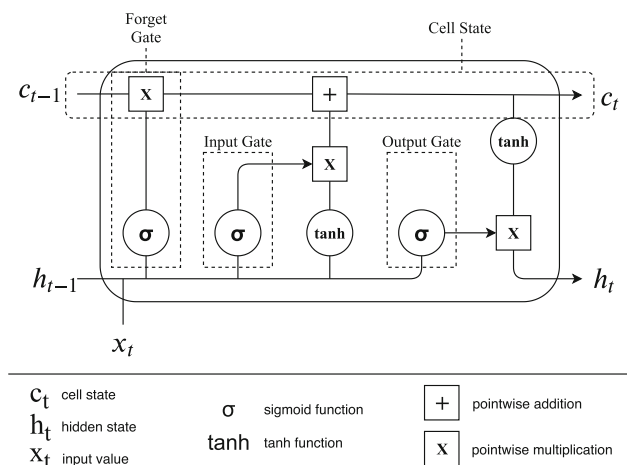 Forget
Gate
Cell State
c_{t-1}
x
+
c_t
Input Gate
Output Gate
tanh
x
σ
σ
tanh
σ
x
h_{t-1}
h_t
x_t
c_t cell state
h_t hidden state
x_t input value
σ sigmoid function
tanh tanh function
+ pointwise addition
x pointwise multiplication